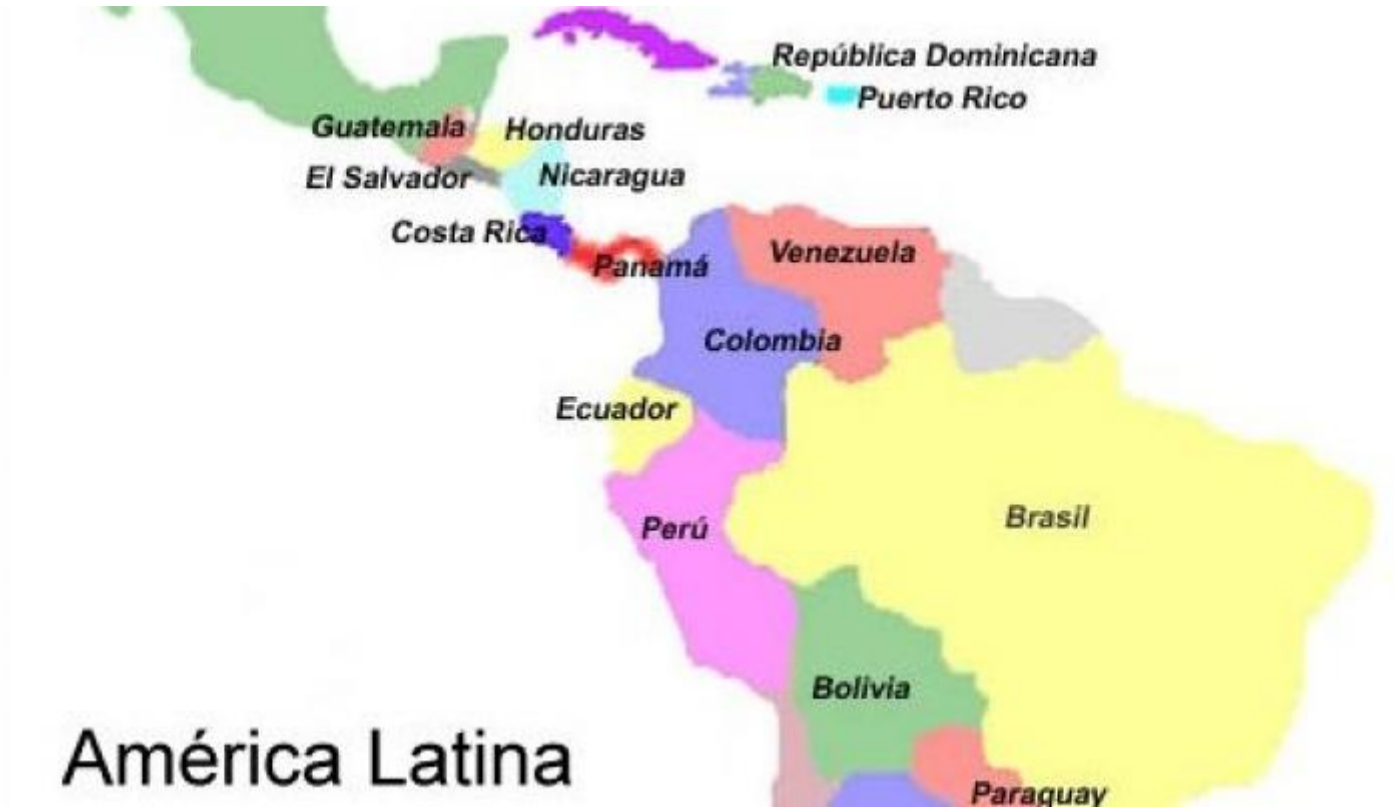 República Dominicana
Puerto Rico
Guatemala
Honduras
El Salvador
Nicaragua
Costa Rica
Panamá
Venezuela
Colombia
Ecuador
Brasil
Perú
Bolivia
América Latina
Paraguay